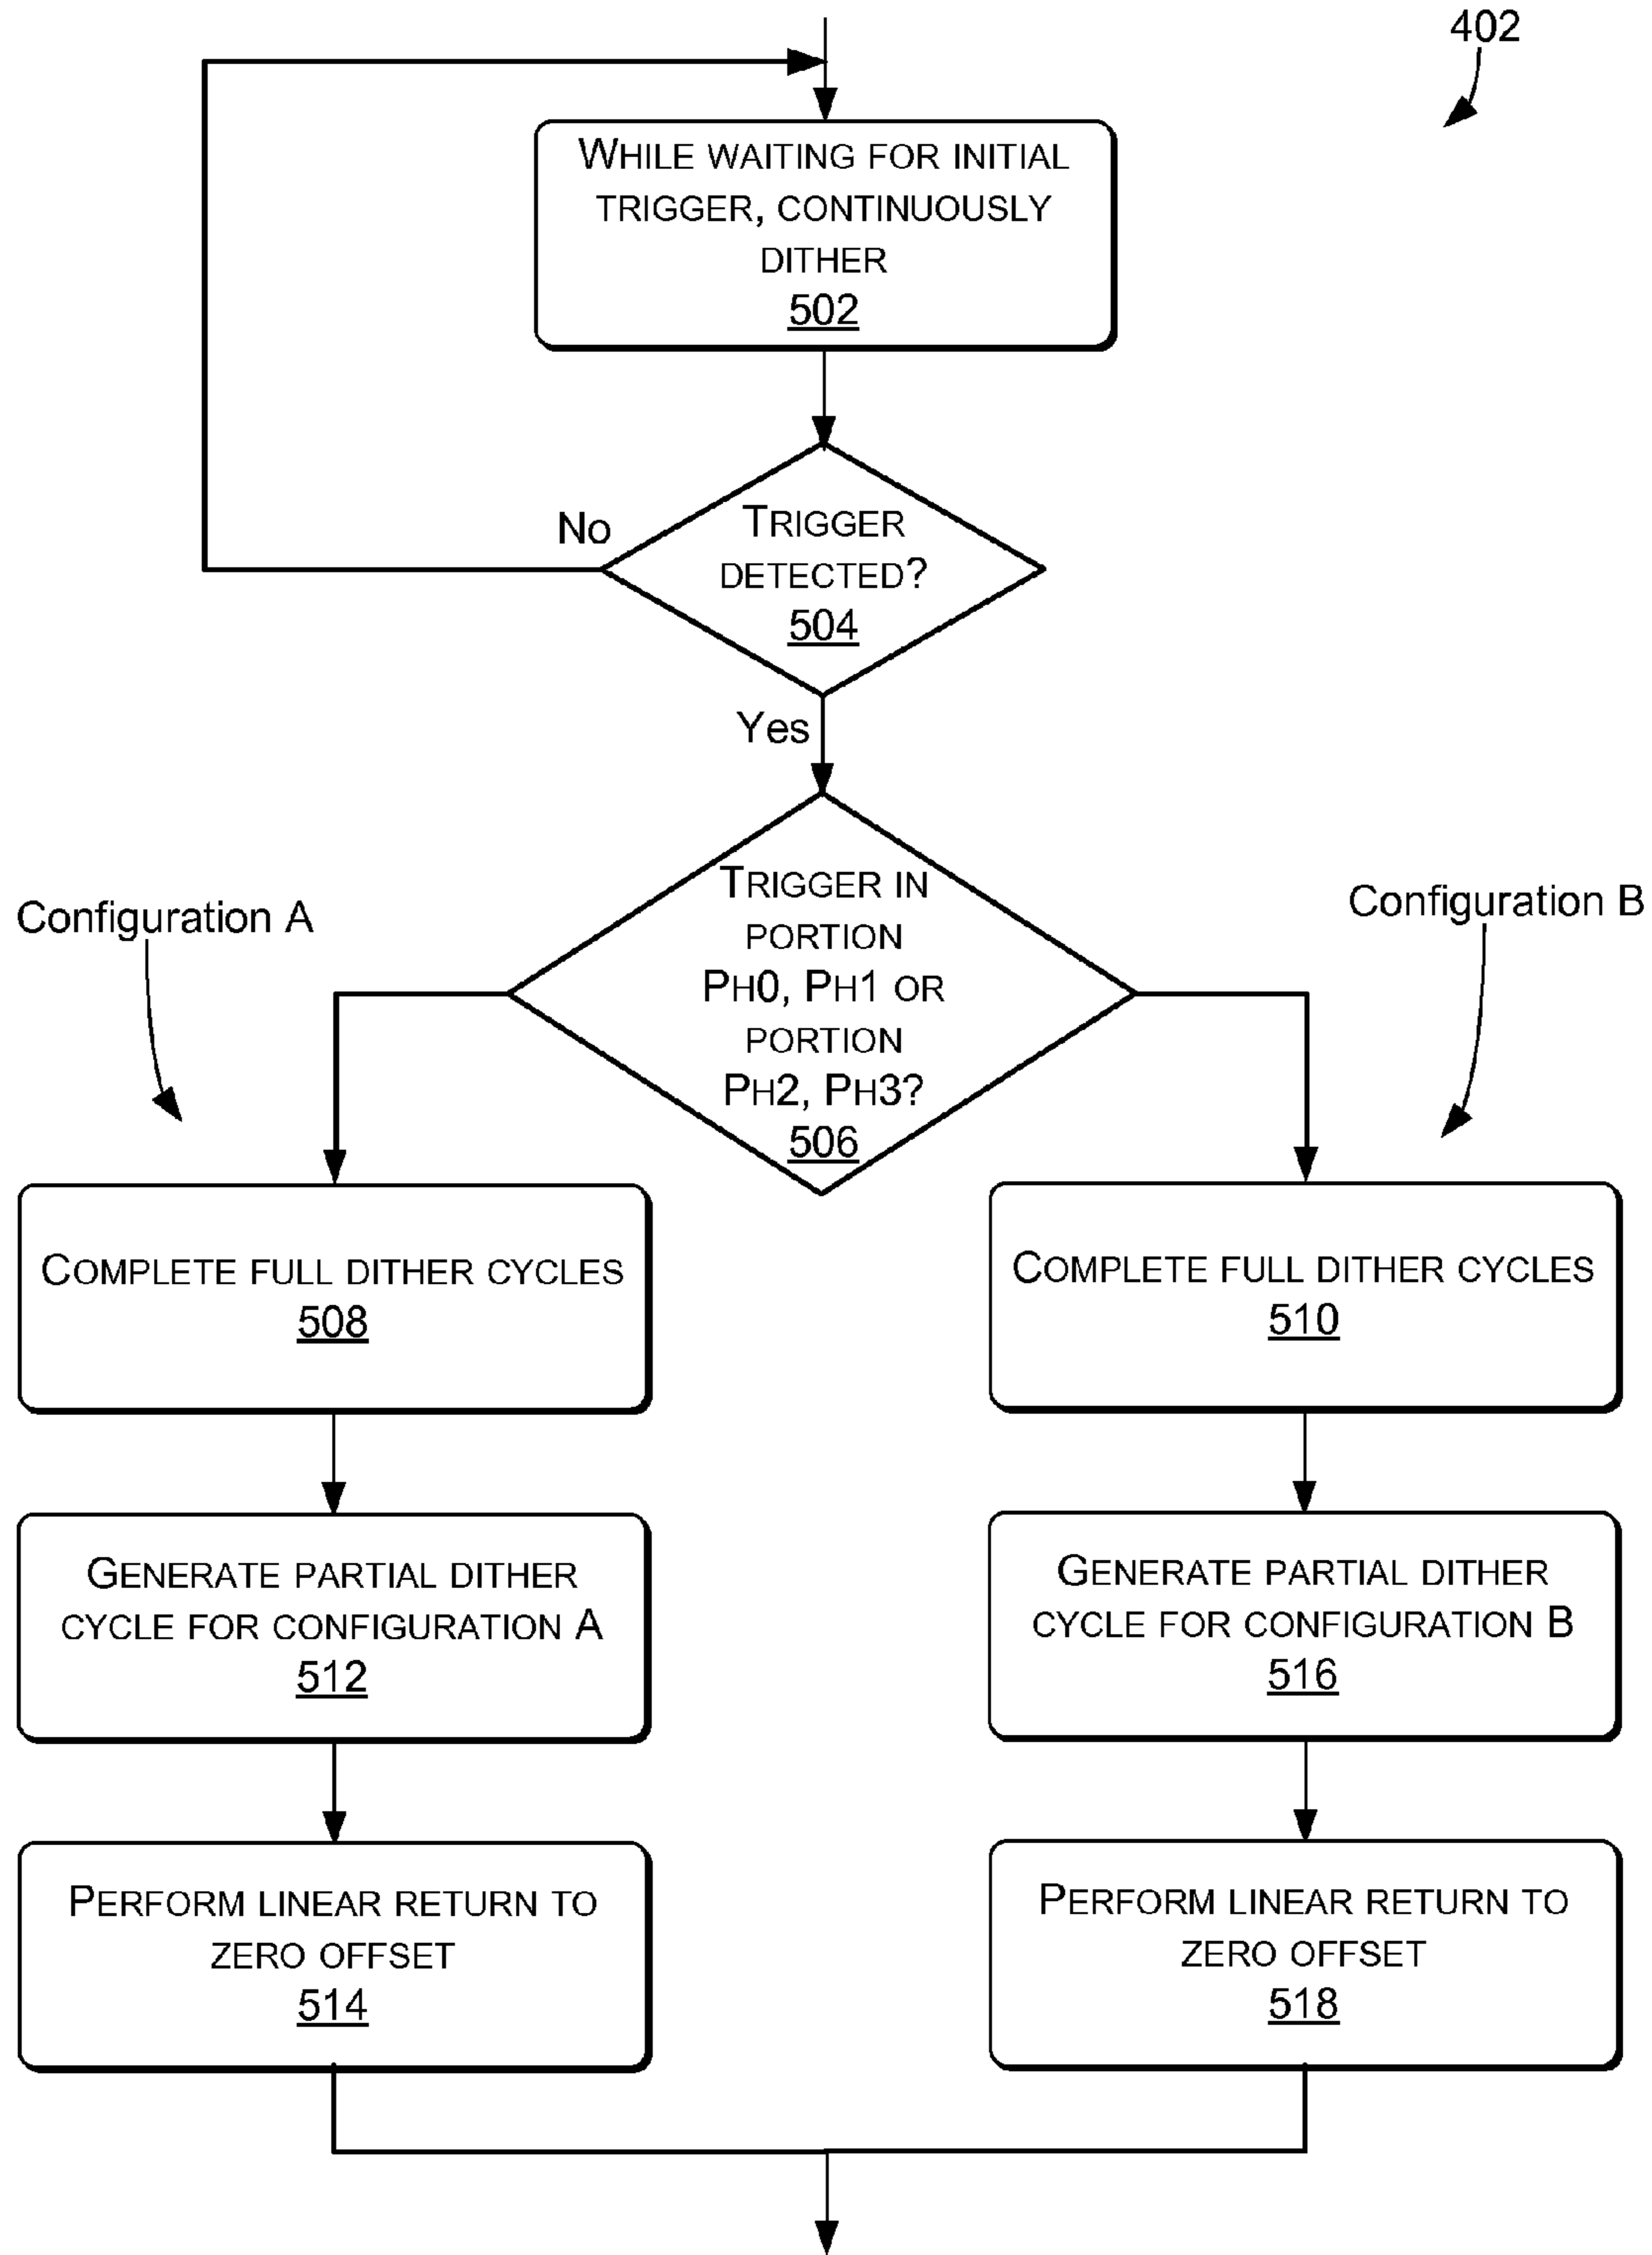 402
WHILE WAITING FOR INITIAL
TRIGGER, CONTINUOUSLY
DITHER
502
No
TRIGGER
DETECTED?
504
Yes
Configuration A
TRIGGER IN
PORTION
PH0, PH1 OR
PORTION
PH2, PH3?
506
Configuration B
COMPLETE FULL DITHER CYCLES
508
COMPLETE FULL DITHER CYCLES
510
GENERATE PARTIAL DITHER
CYCLE FOR CONFIGURATION A
512
GENERATE PARTIAL DITHER
CYCLE FOR CONFIGURATION B
516
PERFORM LINEAR RETURN TO
ZERO OFFSET
514
PERFORM LINEAR RETURN TO
ZERO OFFSET
518